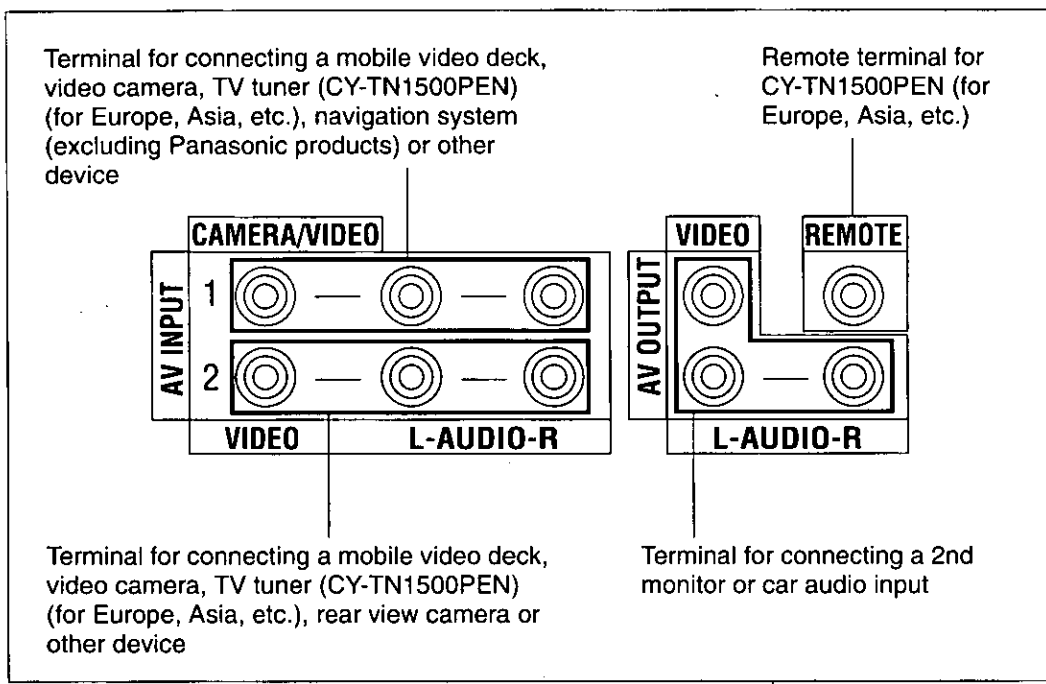 Terminal for connecting a mobile video deck,
video camera, TV tuner (CY-TN1500PEN)
(for Europe, Asia, etc.), navigation system
(excluding Panasonic products) or other
device
Remote terminal for
CY-TN1500PEN (for
Europe, Asia, etc.)
CAMERA/VIDEO
AV INPUT
1
2
VIDEO
L-AUDIO-R
VIDEO
REMOTE
AV OUTPUT
L-AUDIO-R
Terminal for connecting a mobile video deck,
video camera, TV tuner (CY-TN1500PEN)
(for Europe, Asia, etc.), rear view camera or
other device
Terminal for connecting a 2nd
monitor or car audio input